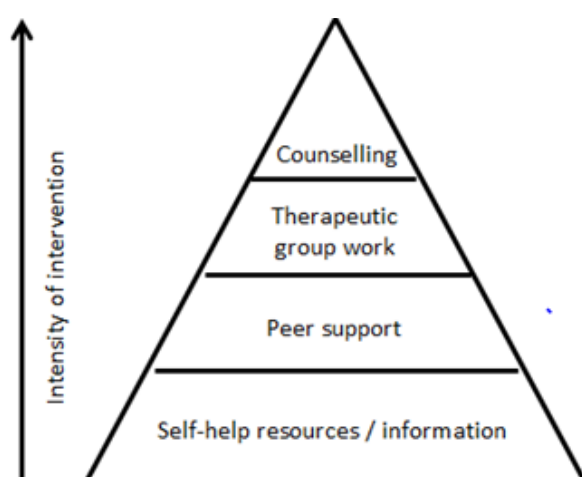 Counselling
Therapeutic
group work
Peer support
Self-help resources / information
Intensity of intervention